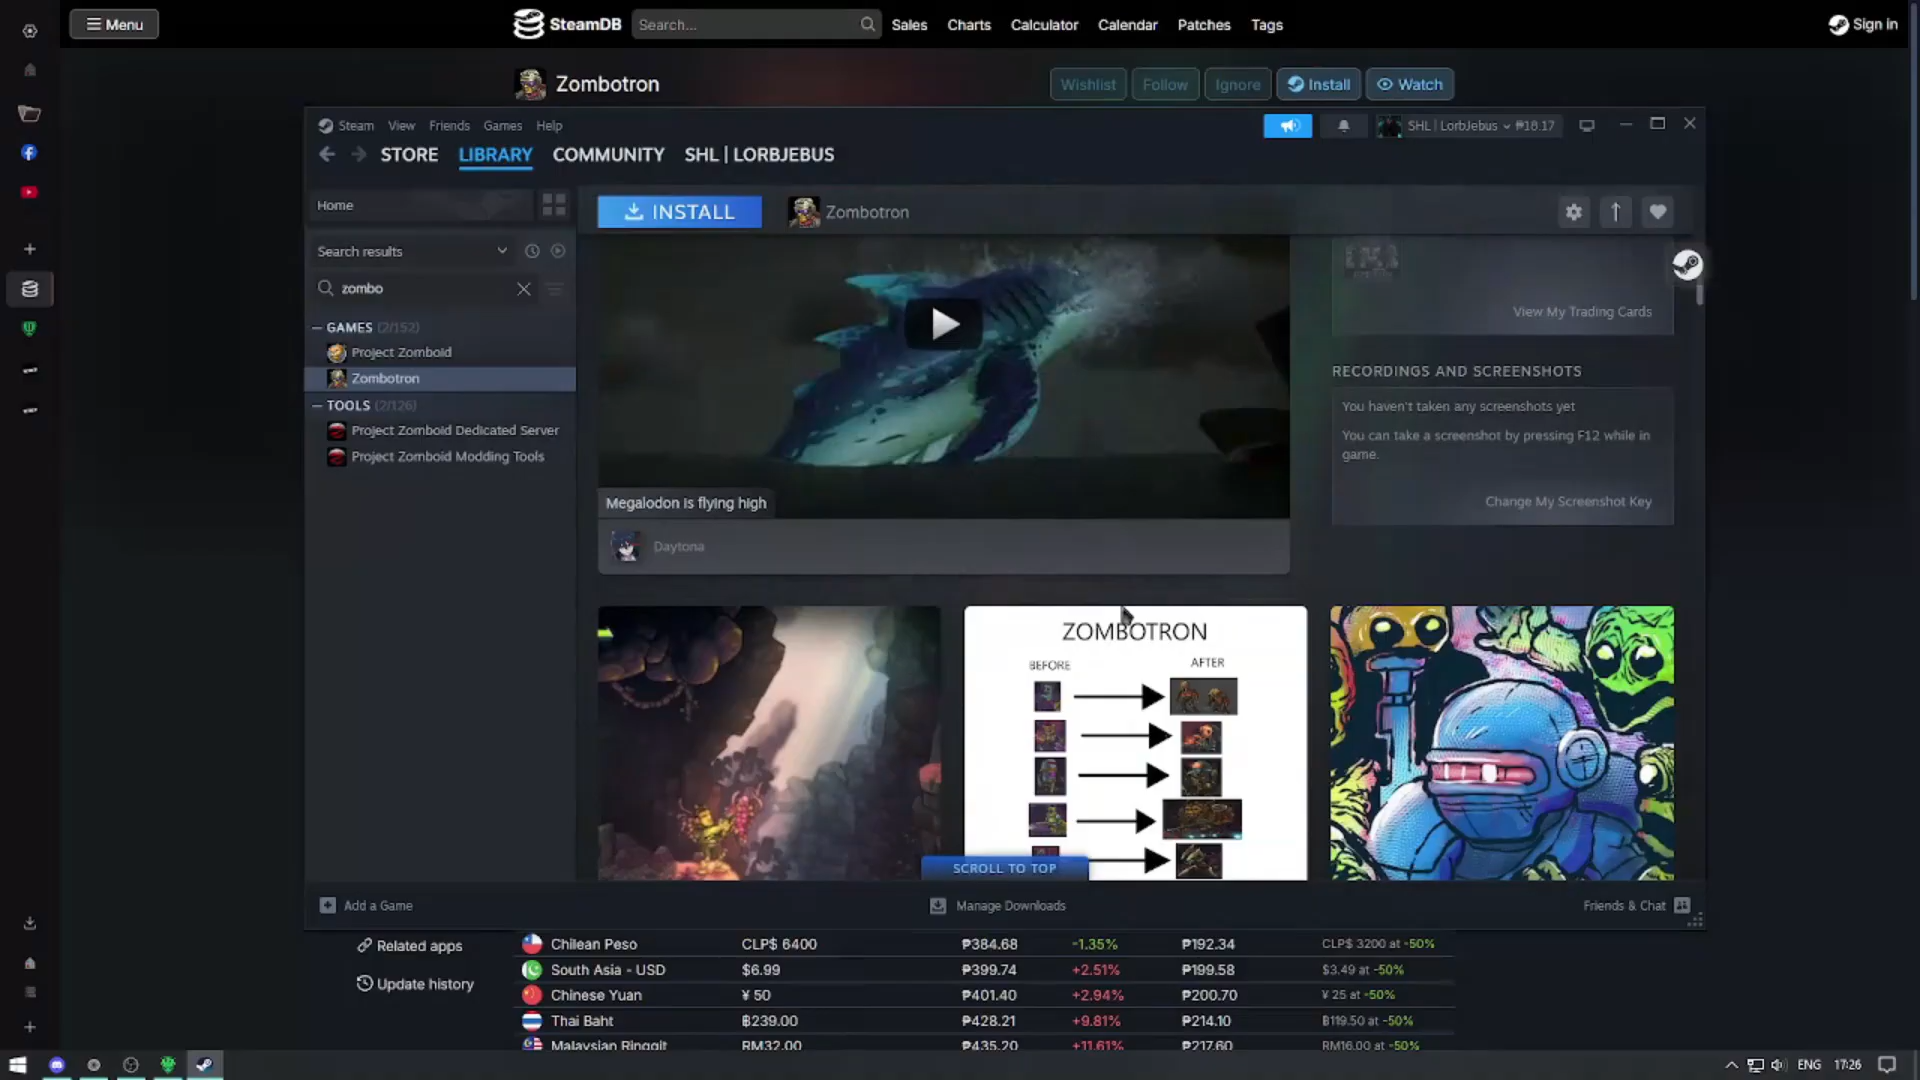 Menu
SteamDB
Search...
Sales
Charts
Calculator
Calendar
Patches
Tags
Sign in
Zombotron
Wishlist
Follow
Ignore
Install
Watch
Steam
View
Friends
Games
Help
SHL | LorbJebus
₱18.17
STORE
LIBRARY
COMMUNITY
SHL | LORBJEBUS
Home
INSTALL
Zombotron
Search results
zombo
GAMES (2/152)
Project Zomboid
Zombotron
TOOLS (2/126)
Project Zomboid Dedicated Server
Project Zomboid Modding Tools
Megalodon is flying high
Daytona
View My Trading Cards
RECORDINGS AND SCREENSHOTS
You haven't taken any screenshots yet
You can take a screenshot by pressing F12 while in
game.
Change My Screenshot Key
ZOMBOTRON
BEFORE
AFTER
SCROLL TO TOP
Add a Game
Manage Downloads
Friends & Chat
Related apps
Update history
Chilean Peso CLP$ 6400 ₱384.68 -1.35% ₱192.34 CLP$ 3200 at -50%
South Asia - USD $6.99 ₱399.74 +2.51% ₱199.58 $3.49 at -50%
Chinese Yuan ¥ 50 ₱401.40 +2.94% ₱200.70 ¥ 25 at -50%
Thai Baht ฿239.00 ₱428.21 +9.81% ₱214.10 ฿119.50 at -50%
Malaysian Ringgit RM32.00 ₱435.20 +11.61% ₱217.60 RM16.00 at -50%
ENG
17:26